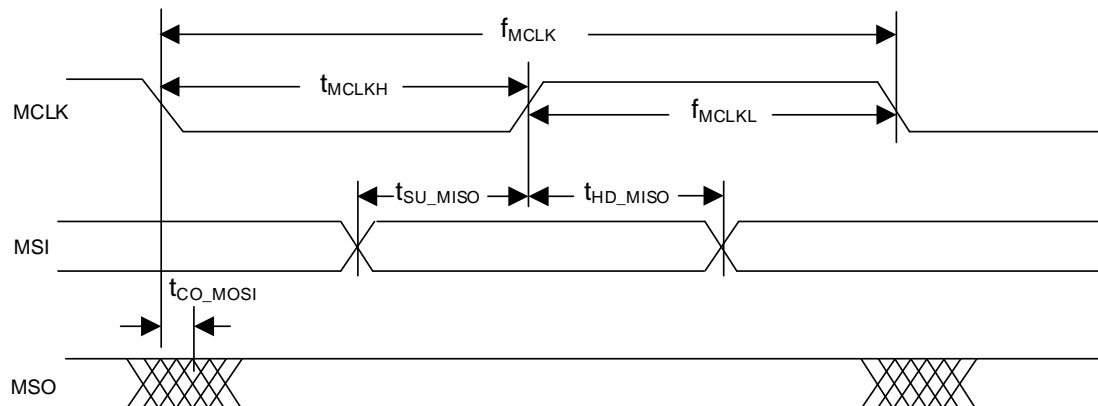 fMCLK
tMCLKH
MCLK
fMCLKL
tSU_MISO
tHD_MISO
MSI
tCO_MOSI
MSO